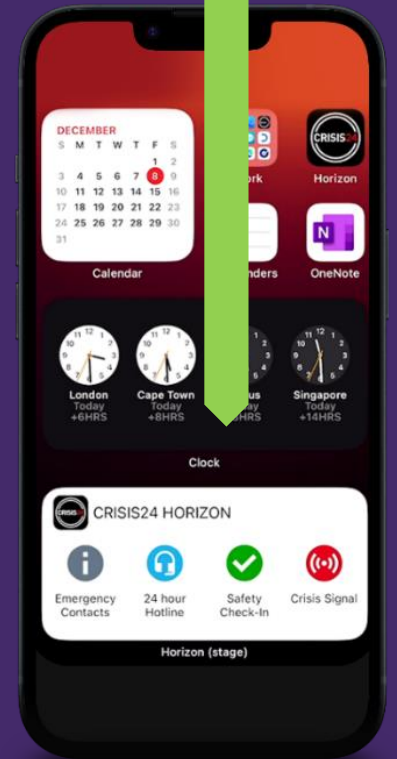 DECEMBER
S M T W T F S
1 2
3 4 5 6 7 8 9
10 11 12 13 14 15 16
17 18 19 20 21 22 23
24 25 26 27 28 29 30
31
Calendar
CRISIS24
Horizon
N
OneNote
London
Today
+6HRS
Cape Town
Today
+8HRS
Singapore
Today
+14HRS
Clock
CRISIS24 HORIZON
Emergency
Contacts
24 hour
Hotline
Safety
Check-In
Crisis Signal
Horizon (stage)